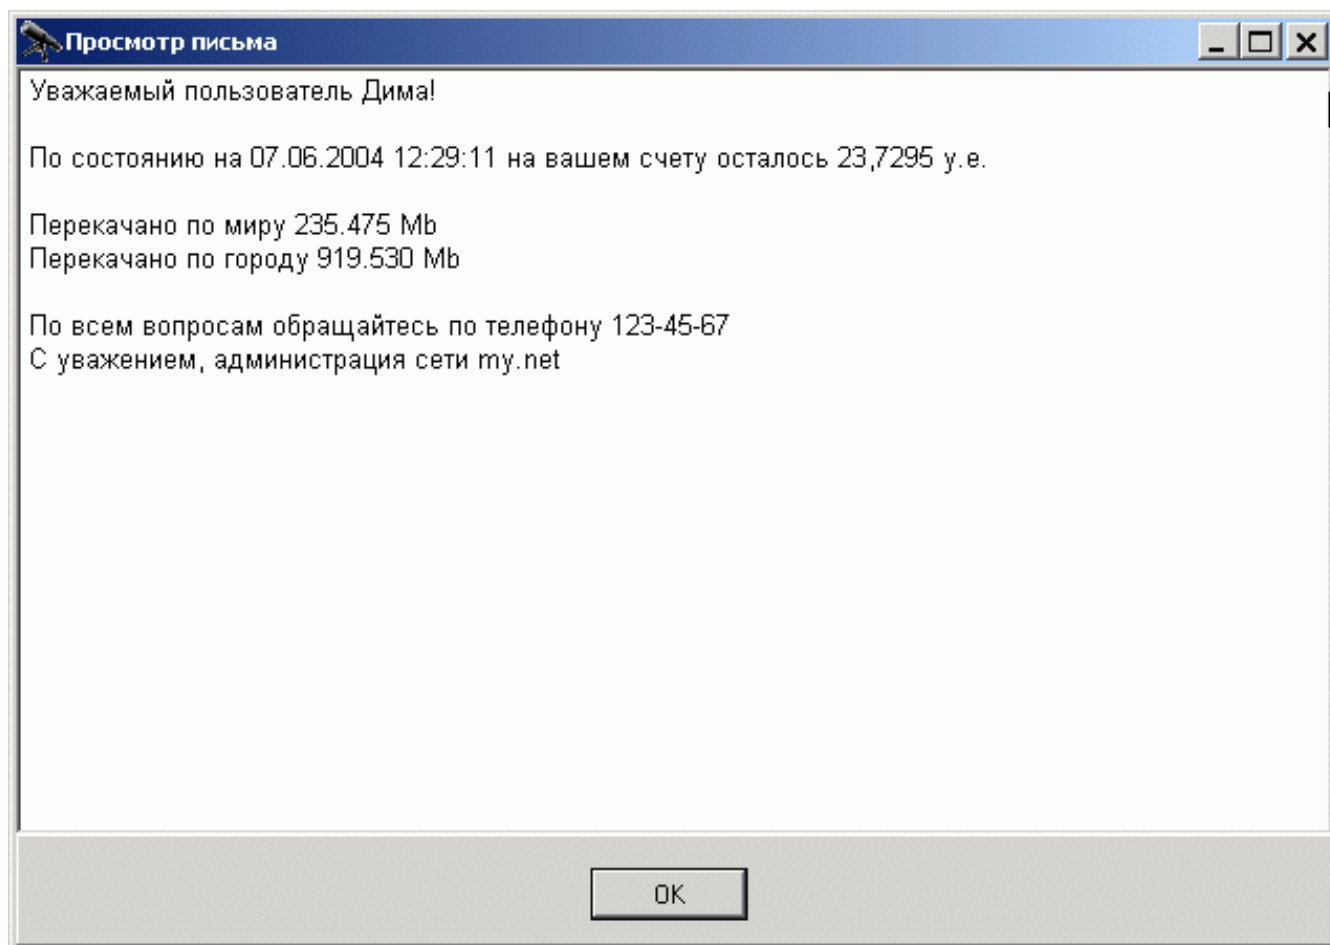 Просмотр письма
Уважаемый пользователь Дима!
По состоянию на 07.06.2004 12:29:11 на вашем счету осталось 23,7295 у.е.
Перекачано по миру 235.475 Mb
Перекачано по городу 919.530 Mb
По всем вопросам обращайтесь по телефону 123-45-67
С уважением, администрация сети my.net
OK